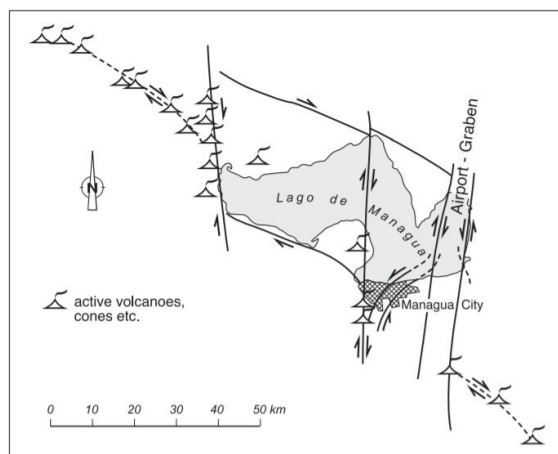 Airport - Graben
N
Lago de Managua
Managua City
active volcanoes,
cones etc.
0 10 20 30 40 50 km